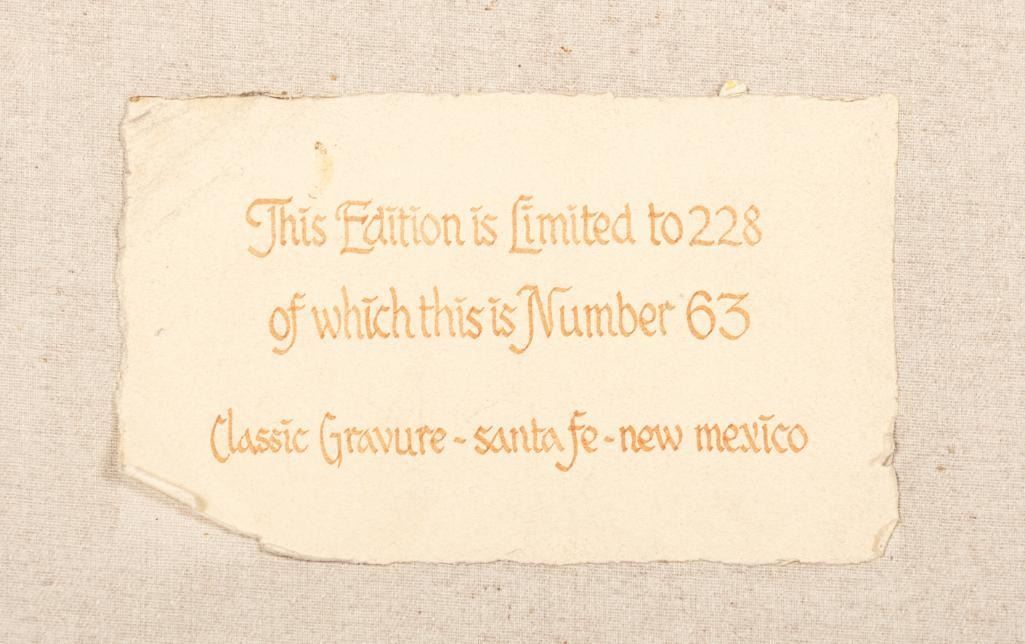 This Edition is Limited to 228
of which this is Number 63
Classic Gravure - santa fe - new mexico